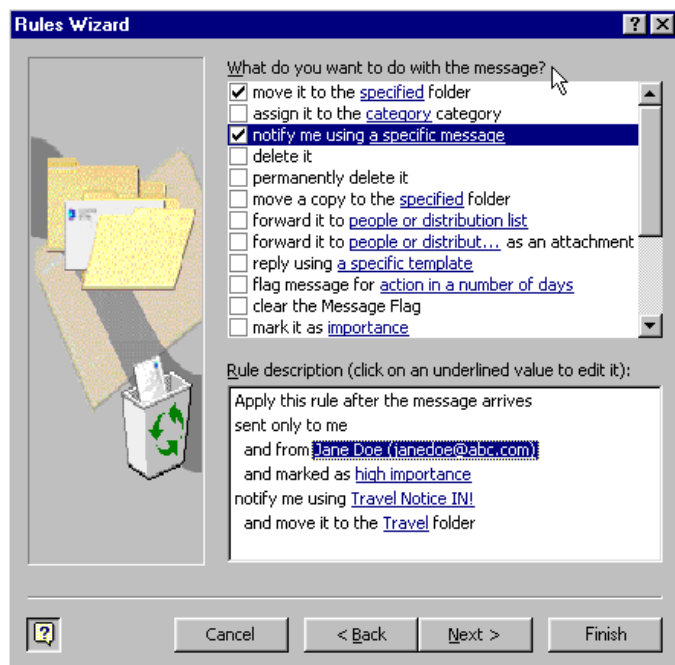 Rules Wizard
What do you want to do with the message?
move it to the specified folder
assign it to the category category
notify me using a specific message
delete it
permanently delete it
move a copy to the specified folder
forward it to people or distribution list
forward it to people or distribut... as an attachment
reply using a specific template
flag message for action in a number of days
clear the Message Flag
mark it as importance
Rule description (click on an underlined value to edit it):
Apply this rule after the message arrives
sent only to me
and from Jane Doe (janedoe@abc.com)
and marked as high importance
notify me using Travel Notice IN!
and move it to the Travel folder
Cancel < Back Next > Finish